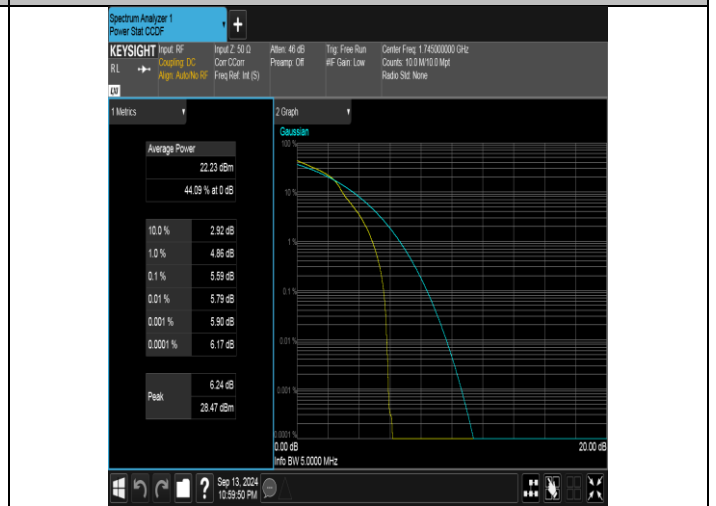 Spectrum Analyzer 1
Power Stat CCDF
+
KEYSIGHT
RL
Input: RF
Coupling: DC
Align: Auto/No RF
Input Z: 50 Ω
Corr CCorr
Freq Ref: Int (S)
Atten: 46 dB
Preamp: Off
Trig: Free Run
#IF Gain: Low
Center Freq: 1.745000000 GHz
Counts: 10.0 M/10.0 Mpt
Radio Std: None
1 Metrics
Average Power
22.23 dBm
44.09 % at 0 dB
10.0 % 2.92 dB
1.0 % 4.86 dB
0.1 % 5.59 dB
0.01 % 5.79 dB
0.001 % 5.90 dB
0.0001 % 6.17 dB
Peak
6.24 dB
28.47 dBm
2 Graph
Gaussian
100 %
10 %
1 %
0.1 %
0.01 %
0.001 %
0.0001 %
0.00 dB
20.00 dB
Info BW 5.0000 MHz
?
Sep 13, 2024
10:59:50 PM